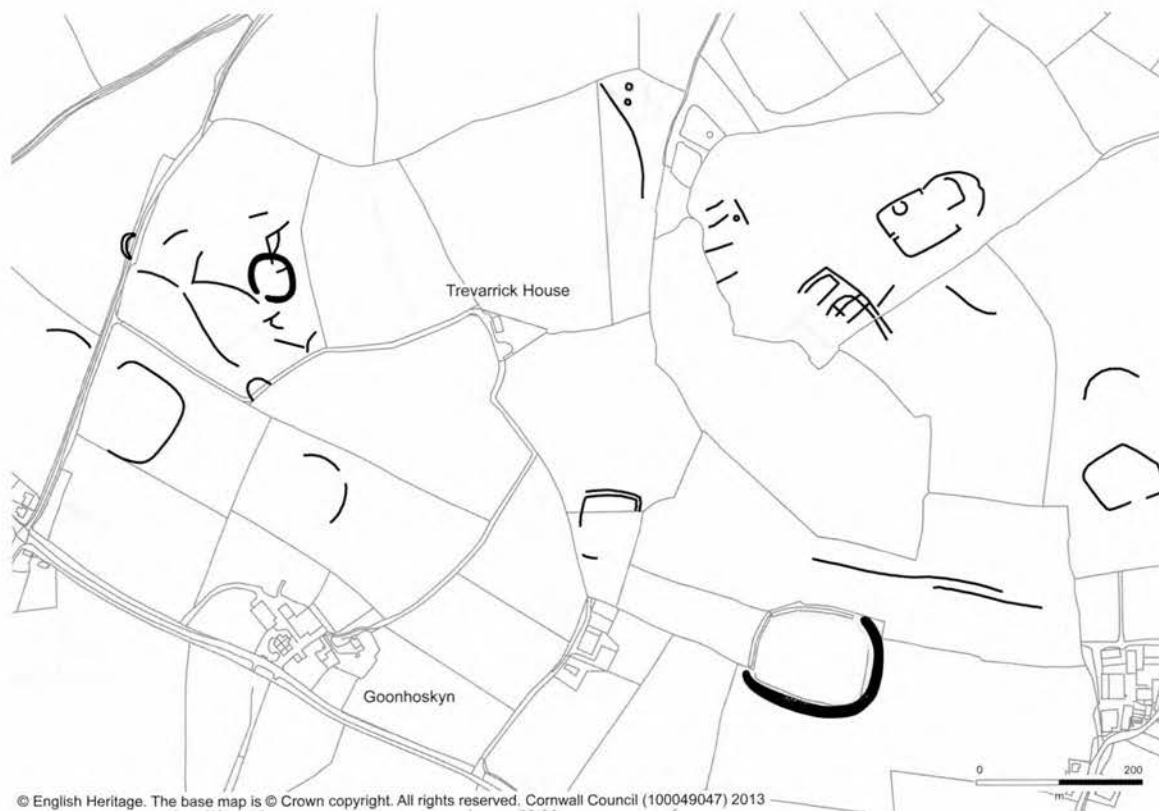 Trevarrick House
Goonhoskyn
0 200
m
© English Heritage. The base map is © Crown copyright. All rights reserved. Cornwall Council (100049047) 2013